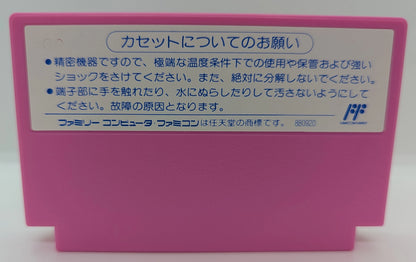 カセットについてのお願い
●精密機器ですので、極端な温度条件下での使用や保管および強い
ショックをさけてください。また、絶対に分解しないでください。
●端子部に手を触れたり、水にぬらしたりして汚さないようにして
ください。故障の原因となります。
ファミリーコンピュータ・ファミコンは任天堂の商標です。 880920